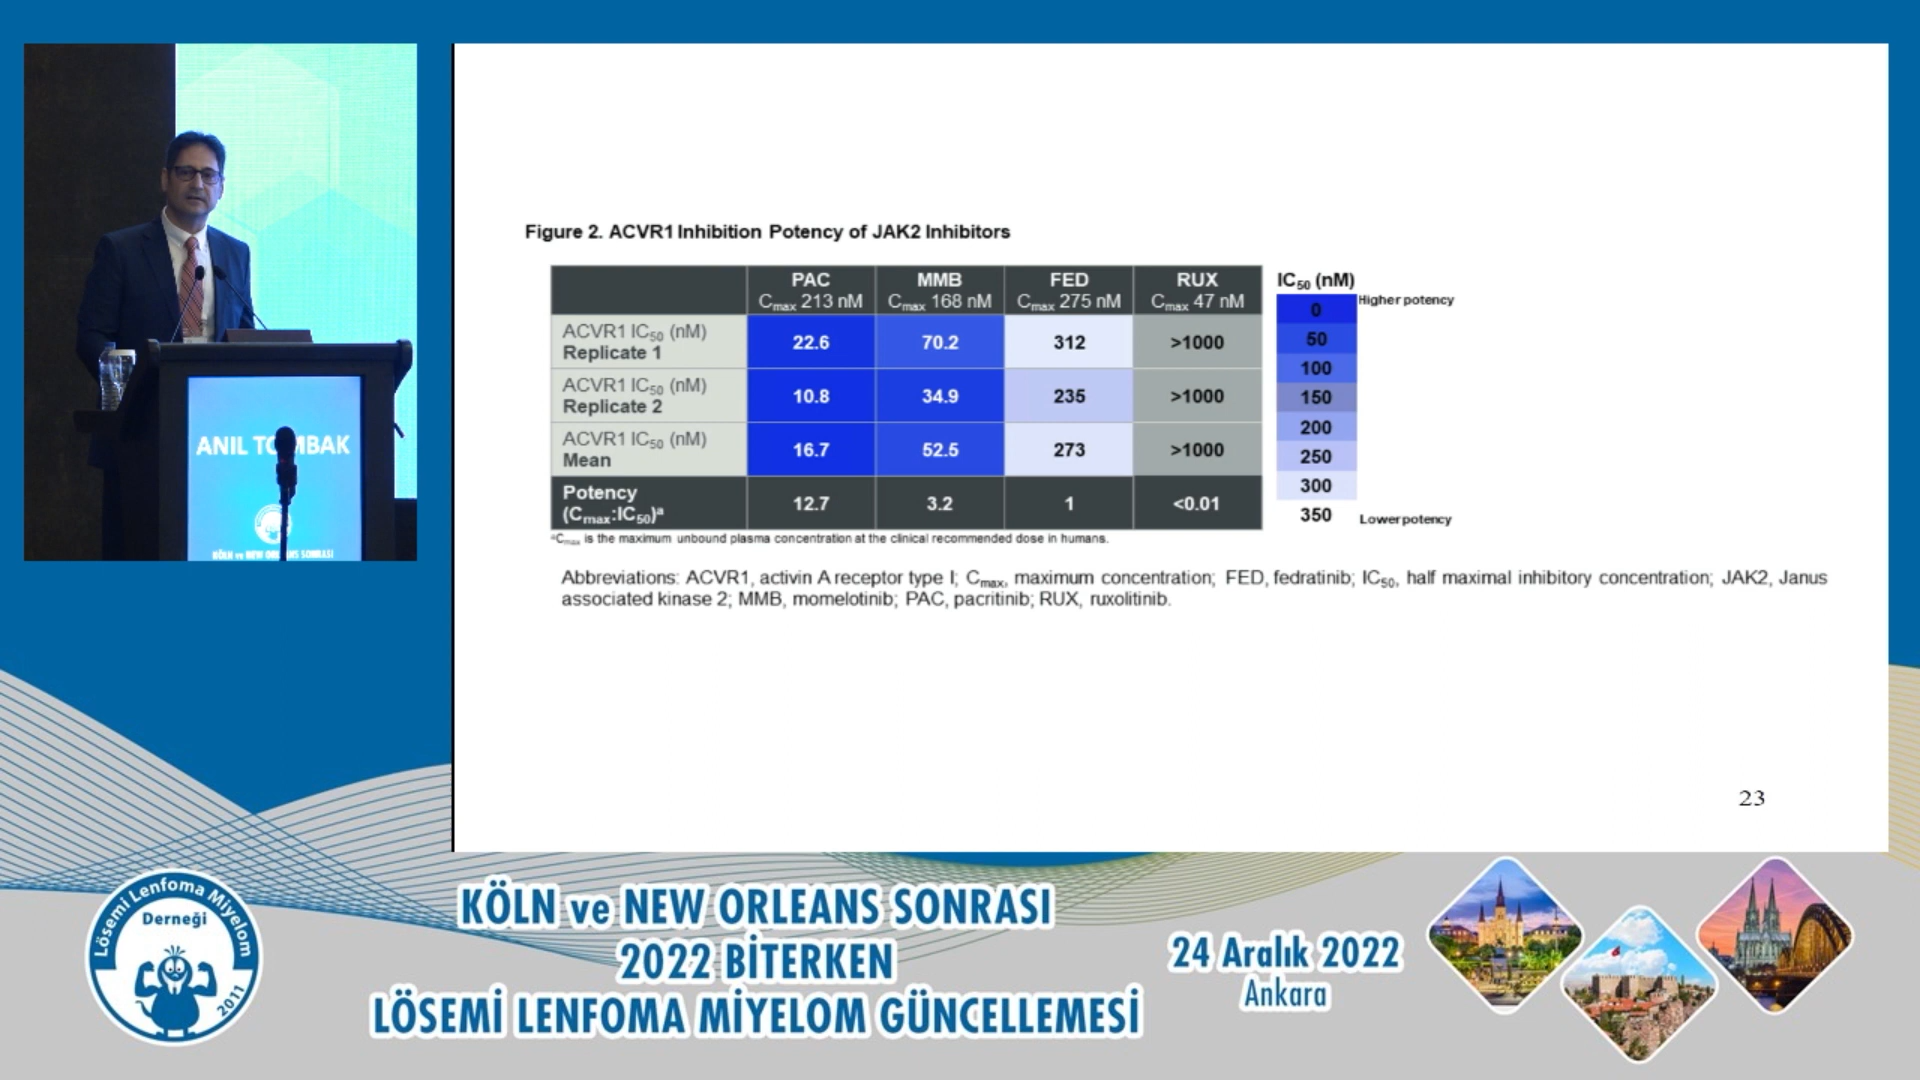 ANIL TOMBAK
KÖLN ve NEW ORLEANS SONRASI
Figure 2. ACVR1 Inhibition Potency of JAK2 Inhibitors
PAC MMB FED RUX
Cmax 213 nM Cmax 168 nM Cmax 275 nM Cmax 47 nM
ACVR1 IC50 (nM)
Replicate 1 22.6 70.2 312 >1000
ACVR1 IC50 (nM)
Replicate 2 10.8 34.9 235 >1000
ACVR1 IC50 (nM)
Mean 16.7 52.5 273 >1000
Potency
(Cmax:IC50)a 12.7 3.2 1 <0.01
IC50 (nM)
Higher potency
0
50
100
150
200
250
300
350
Lower potency
aCmax is the maximum unbound plasma concentration at the clinical recommended dose in humans.
Abbreviations: ACVR1, activin A receptor type I; Cmax, maximum concentration; FED, fedratinib; IC50, half maximal inhibitory concentration; JAK2, Janus
associated kinase 2; MMB, momelotinib; PAC, pacritinib; RUX, ruxolitinib.
23
Lösemi Lenfoma Miyelom
Derneği
2011
KÖLN ve NEW ORLEANS SONRASI
2022 BİTERKEN
LÖSEMİ LENFOMA MİYELOM GÜNCELLEMESİ
24 Aralık 2022
Ankara